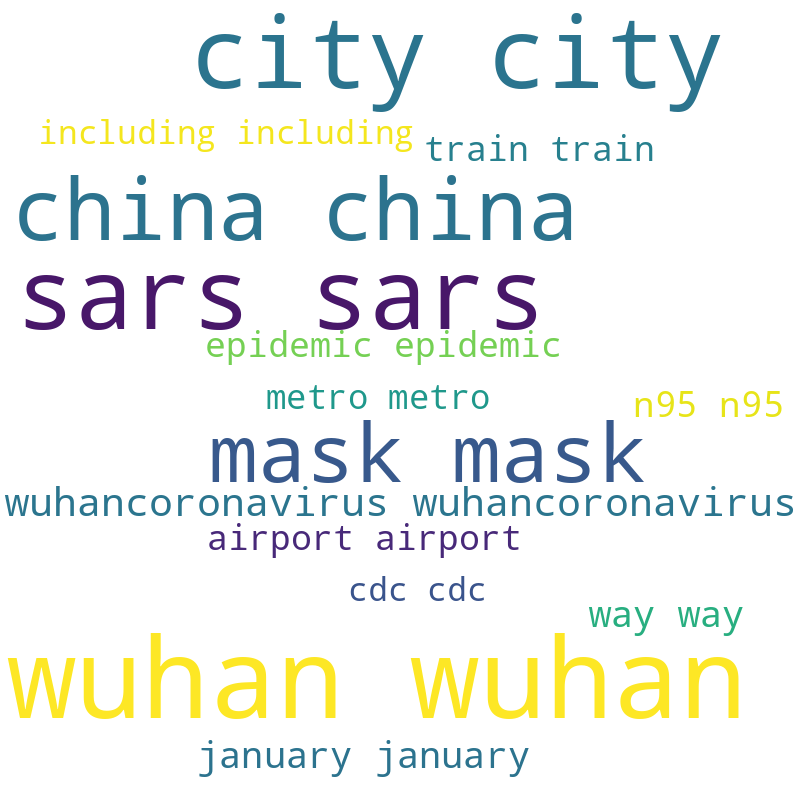 city city
including including
train train
china china
sars sars
epidemic epidemic
metro metro
n95 n95
mask mask
wuhancoronavirus wuhancoronavirus
airport airport
cdc cdc
way way
wuhan wuhan
january january